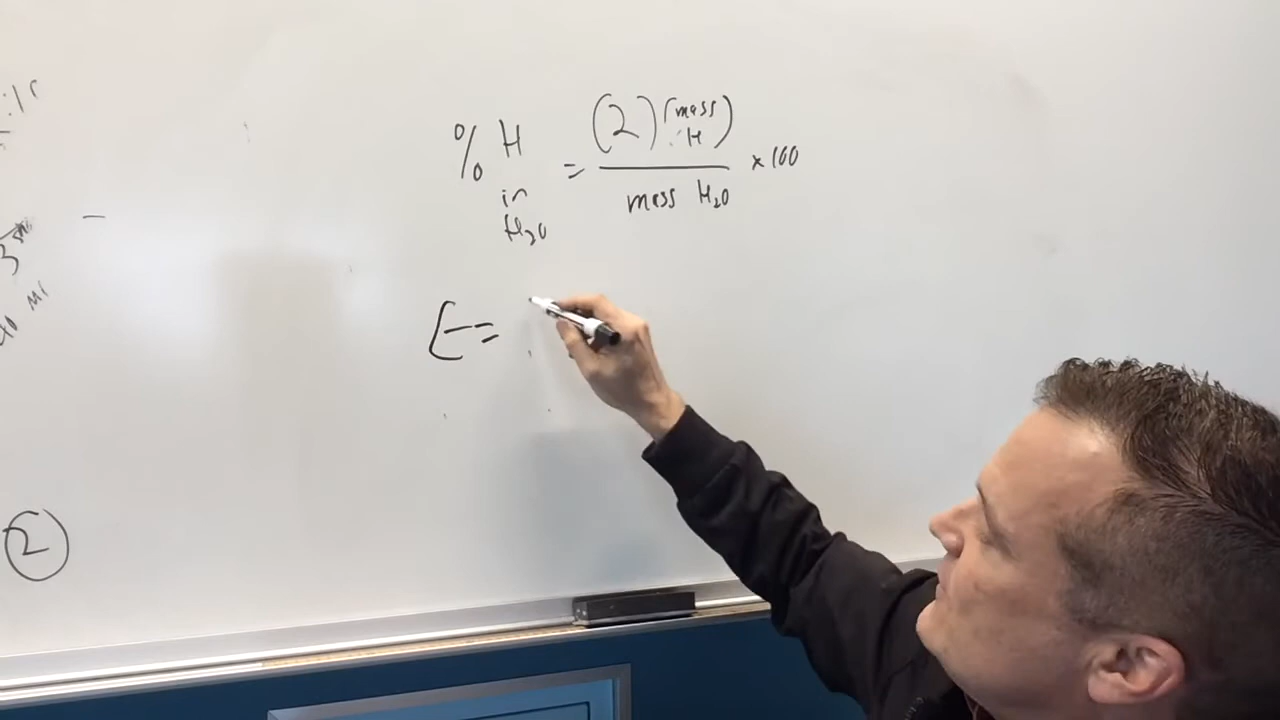 % H in H₂O = (2)(mass H) / mass H₂O × 100
E =
②